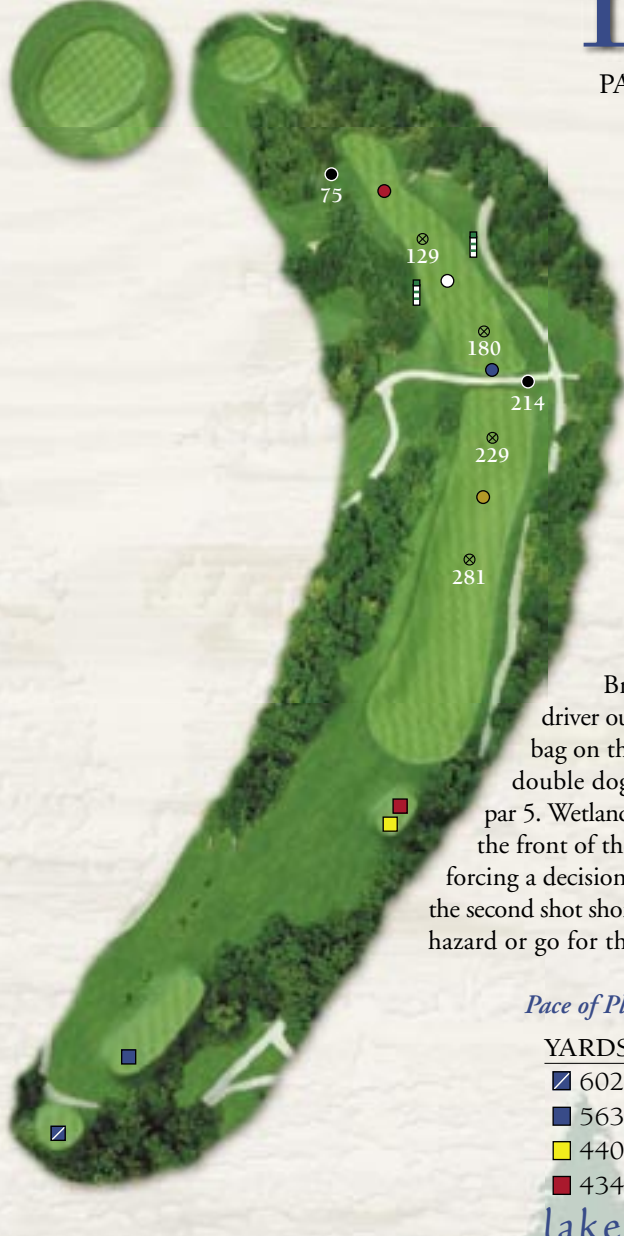 PA
75
129
180
214
229
281
Br
driver ou
bag on th
double dog
par 5. Wetland
the front of th
forcing a decision
the second shot shor
hazard or go for th
Pace of Pl
YARDS
602
563
440
434
lake